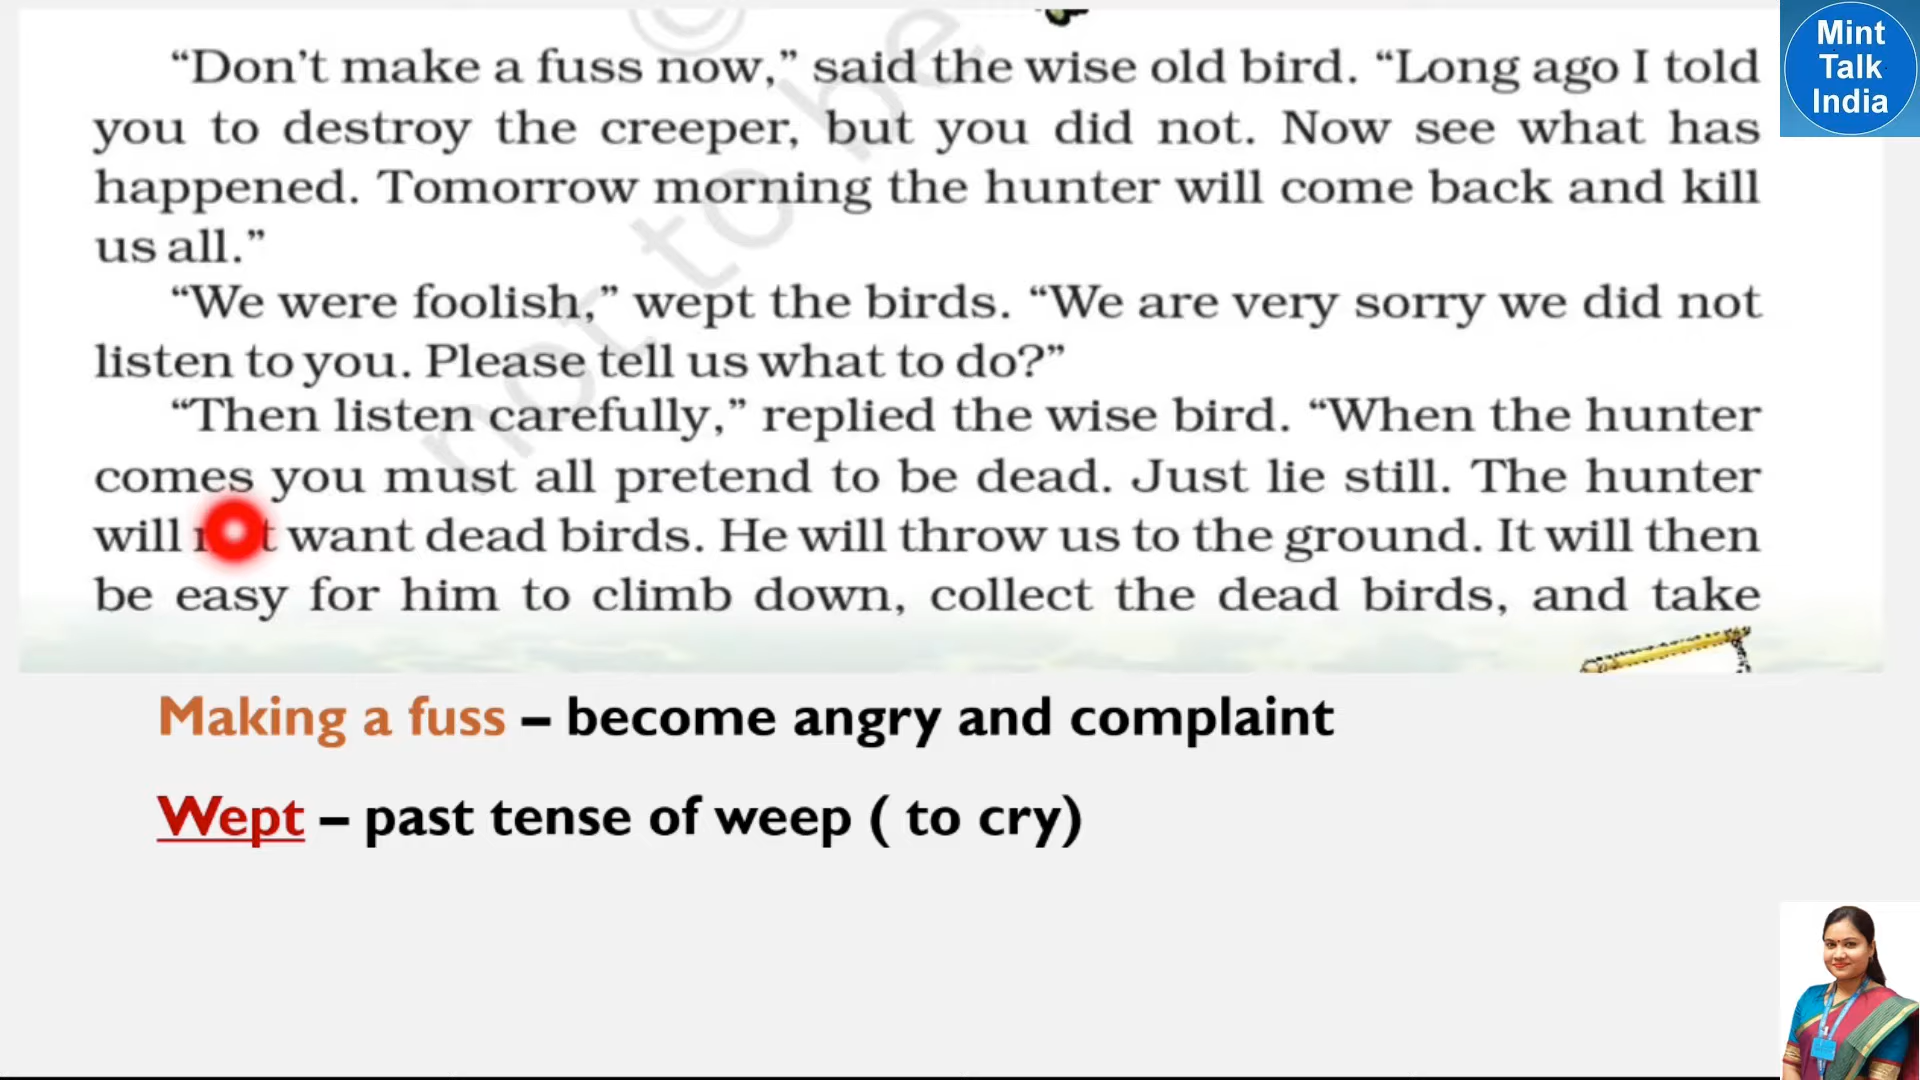 “Don’t make a fuss now,” said the wise old bird. “Long ago I told
you to destroy the creeper, but you did not. Now see what has
happened. Tomorrow morning the hunter will come back and kill
us all.”
“We were foolish,” wept the birds. “We are very sorry we did not
listen to you. Please tell us what to do?”
“Then listen carefully,” replied the wise bird. “When the hunter
comes you must all pretend to be dead. Just lie still. The hunter
will want dead birds. He will throw us to the ground. It will then
be easy for him to climb down, collect the dead birds, and take
Making a fuss – become angry and complaint
Wept – past tense of weep ( to cry)
Mint
Talk
India
© not to be